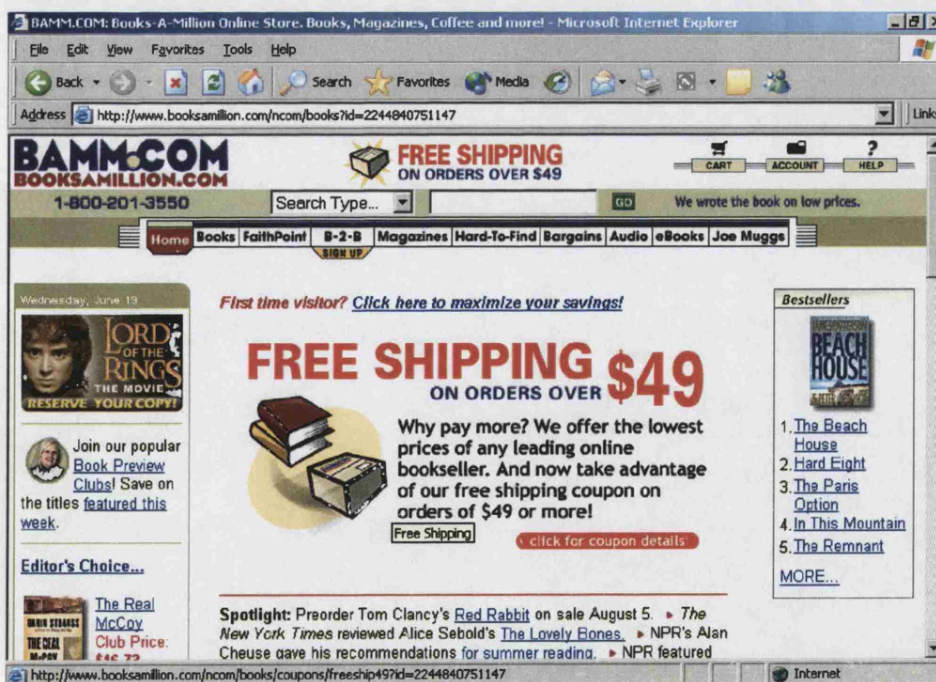 BAMM.COM: Books-A-Million Online Store. Books, Magazines, Coffee and more! - Microsoft Internet Explorer
File Edit View Favorites Tools Help
Back Search Favorites Media
Address http://www.booksamillion.com/ncom/books?id=2244840751147 Links
BAMM.COM
BOOKSAMILLION.COM
FREE SHIPPING
ON ORDERS OVER $49
CART ACCOUNT ? HELP
1-800-201-3550 Search Type... GO We wrote the book on low prices.
Home Books FaithPoint B-2-B Magazines Hard-To-Find Bargains Audio eBooks Joe Muggs
SIGN UP
Wednesday, June 19
LORD
OF THE
RINGS
THE MOVIE
RESERVE YOUR COPY!
Join our popular
Book Preview
Clubs! Save on
the titles featured this
week.
Editor's Choice...
DARIN STRAUSS
THE REAL
McCOY
The Real
McCoy
Club Price:
$16.72
First time visitor? Click here to maximize your savings!
FREE SHIPPING $49
ON ORDERS OVER
Why pay more? We offer the lowest
prices of any leading online
bookseller. And now take advantage
of our free shipping coupon on
orders of $49 or more!
Free Shipping
click for coupon details
Spotlight: Preorder Tom Clancy's Red Rabbit on sale August 5. ▸ The
New York Times reviewed Alice Sebold's The Lovely Bones. ▸ NPR's Alan
Cheuse gave his recommendations for summer reading. ▸ NPR featured
Bestsellers
JAMES PATTERSON
BEACH
HOUSE
1. The Beach
House
2. Hard Eight
3. The Paris
Option
4. In This Mountain
5. The Remnant
MORE...
http://www.booksamillion.com/ncom/books/coupons/freeship49?id=2244840751147 Internet